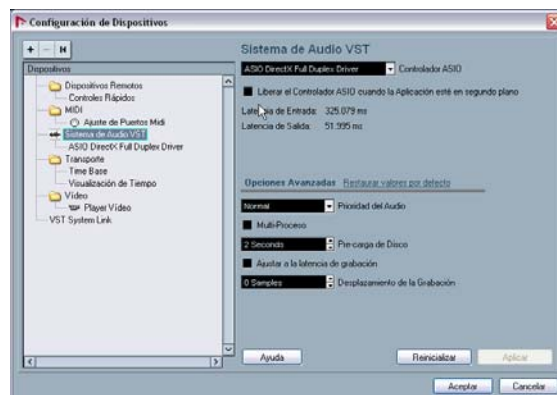 Configuración de Dispositivos
Sistema de Audio VST
Dispositivos
Dispositivos Remotos
Controles Rápidos
MIDI
Ajuste de Puertos Midi
Sistema de Audio VST
ASIO DirectX Full Duplex Driver
Transporte
Time Base
Visualización de Tiempo
Vídeo
Player Vídeo
VST System Link
ASIO DirectX Full Duplex Driver Controlador ASIO
Liberar el Controlador ASIO cuando la Aplicación esté en segundo plano
Latencia de Entrada: 325.079 ms
Latencia de Salida: 51.995 ms
Opciones Avanzadas Restaurar valores por defecto
Normal Prioridad del Audio
Multi-Proceso
2 Seconds Pre-carga de Disco
Ajustar a la latencia de grabación
0 Samples Desplazamiento de la Grabación
Ayuda Reinicializar Aplicar
Aceptar Cancelar